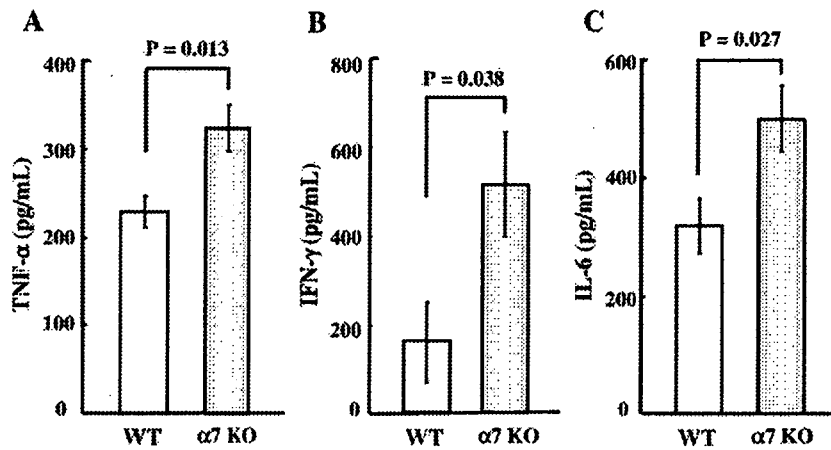 A
P = 0.013
TNF-α (pg/mL)
400
300
200
100
0
WT
α7 KO
B
P = 0.038
IFN-γ (pg/mL)
800
600
400
200
0
WT
α7 KO
C
P = 0.027
IL-6 (pg/mL)
600
400
200
0
WT
α7 KO